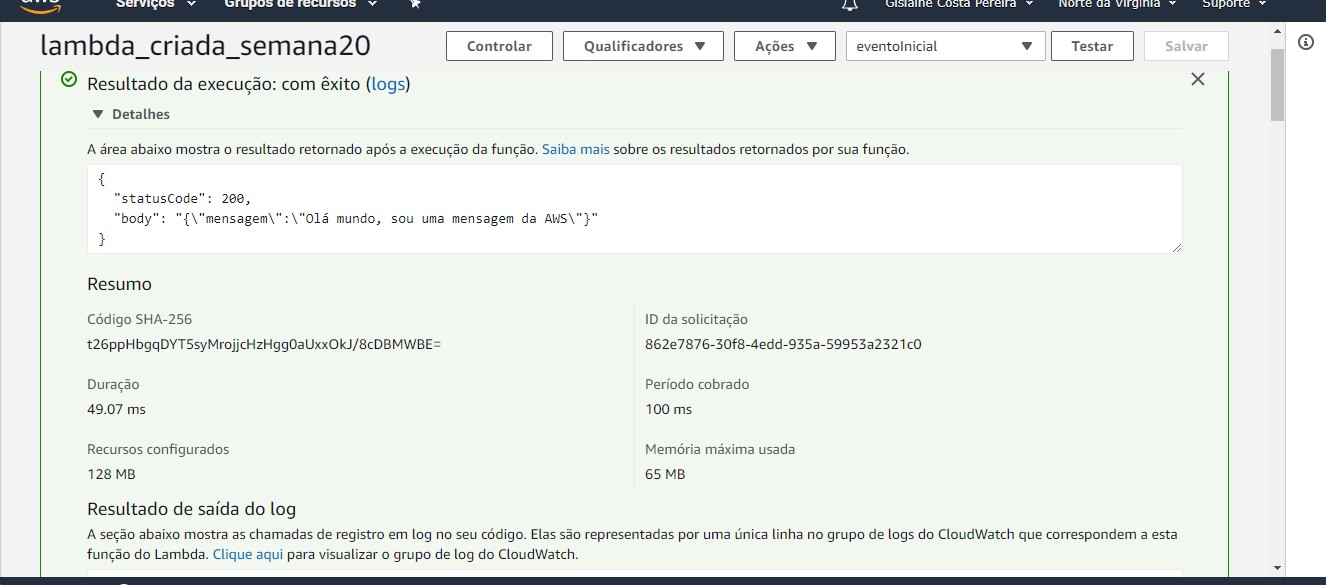 aws Serviços Grupos de recursos Gislaine Costa Pereira Norte da Virgínia Suporte
lambda_criada_semana20 Controlar Qualificadores Ações eventoInicial Testar Salvar
Resultado da execução: com êxito (logs)
Detalhes
A área abaixo mostra o resultado retornado após a execução da função. Saiba mais sobre os resultados retornados por sua função.
{
"statusCode": 200,
"body": "{\"mensagem\":\"Olá mundo, sou uma mensagem da AWS\"}"
}
Resumo
Código SHA-256
t26ppHbgqDYT5syMrojjcHzHgg0aUxxOkJ/8cDBMWBE=
ID da solicitação
862e7876-30f8-4edd-935a-59953a2321c0
Duração
49.07 ms
Período cobrado
100 ms
Recursos configurados
128 MB
Memória máxima usada
65 MB
Resultado de saída do log
A seção abaixo mostra as chamadas de registro em log no seu código. Elas são representadas por uma única linha no grupo de logs do CloudWatch que correspondem a esta
função do Lambda. Clique aqui para visualizar o grupo de log do CloudWatch.